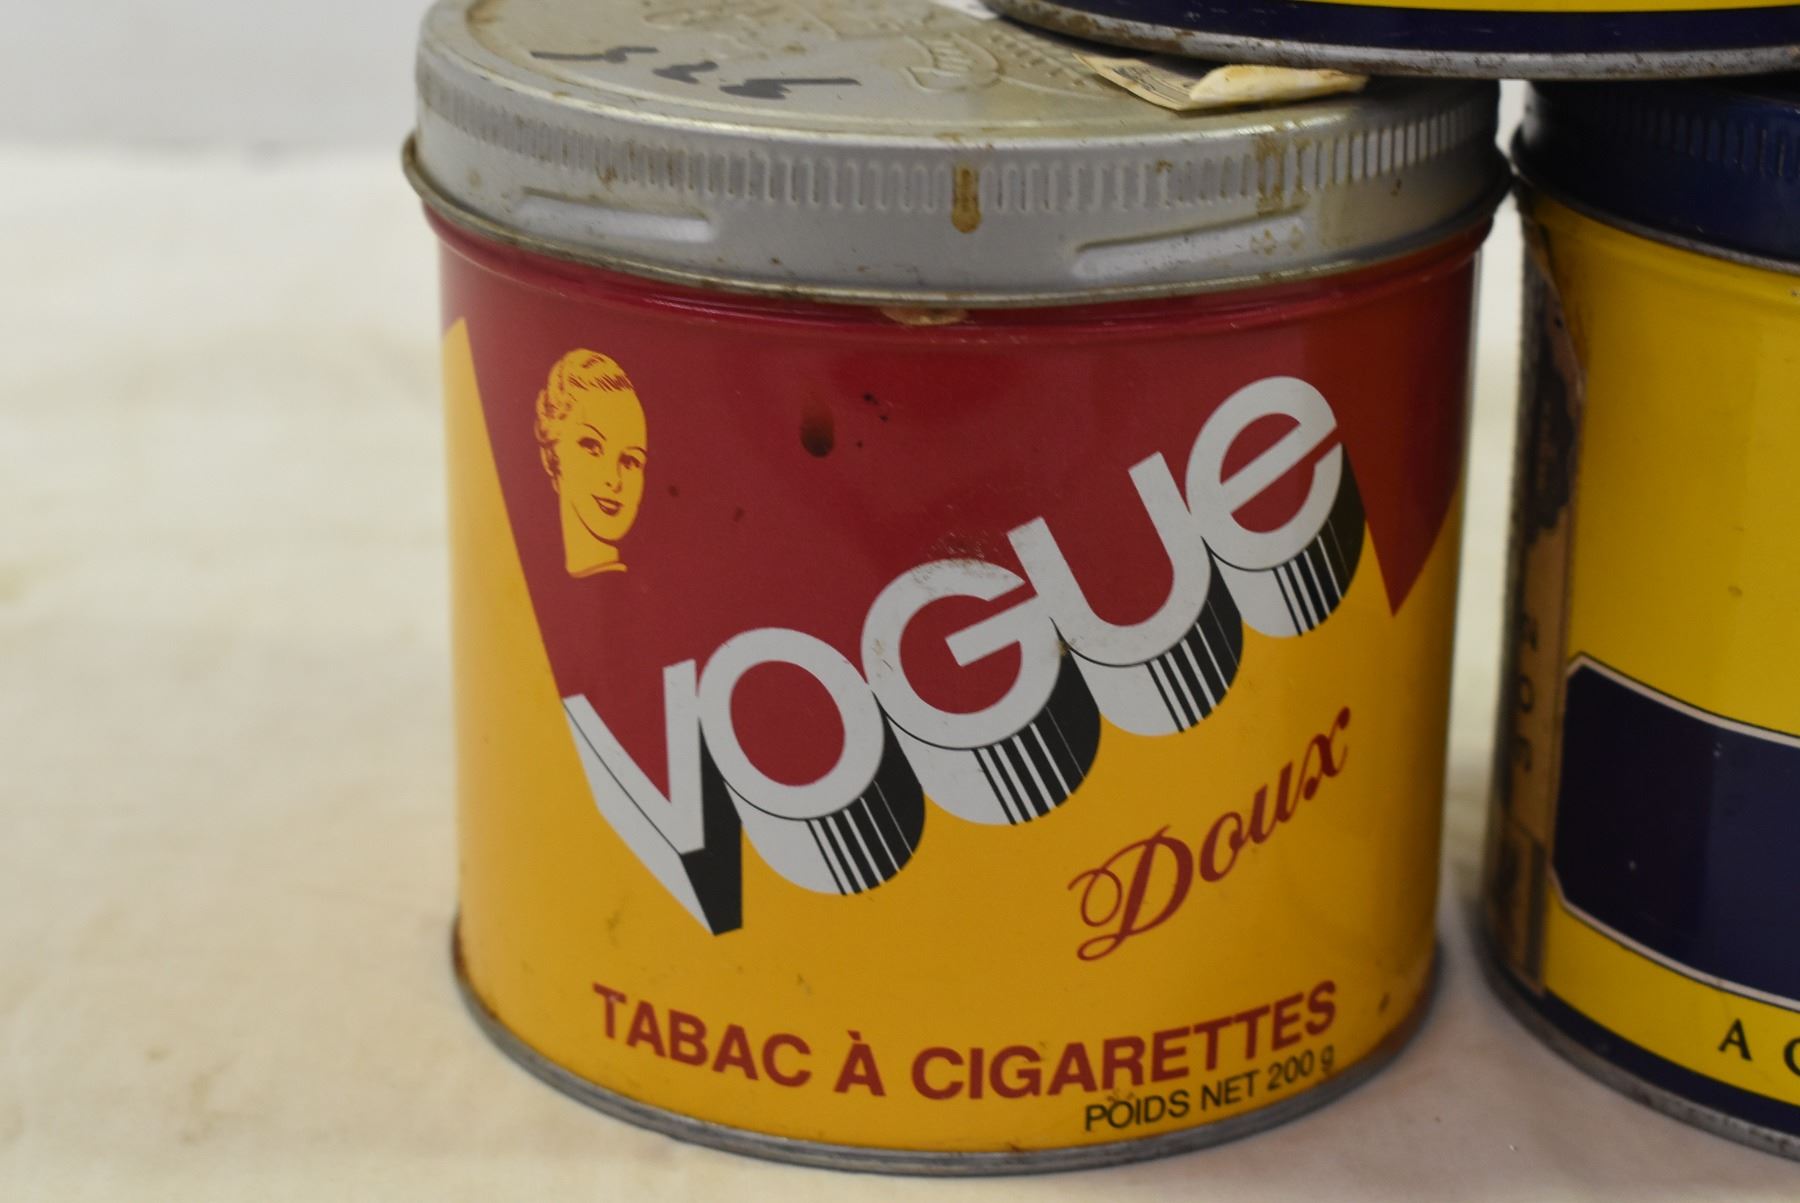 VOGUe
Doux
TABAC À CIGARETTES
POIDS NET 200 g
A